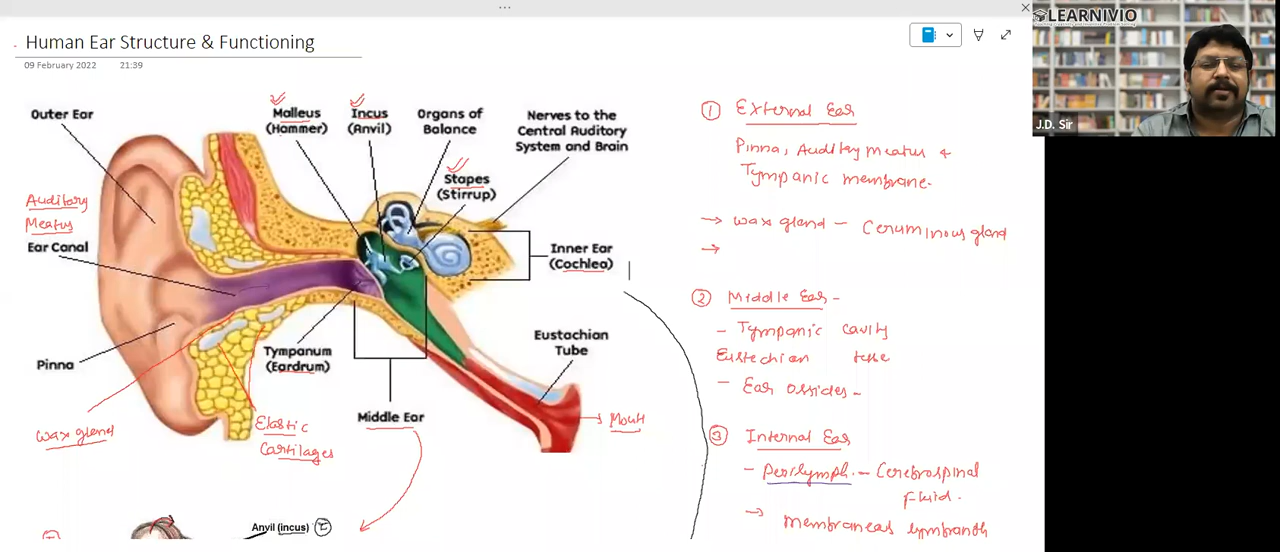 Human Ear Structure & Functioning
09 February 2022 21:39
LEARNIVIO
J.D. Sir
Outer Ear
Malleus
(Hammer)
Incus
(Anvil)
Organs of
Balance
Nerves to the
Central Auditory
System and Brain
Stapes
(Stirrup)
Auditory
Meatus
Ear Canal
Inner Ear
(Cochlea)
Pinna
Tympanum
(Eardrum)
Eustachian
Tube
Middle Ear
Wax gland
Elastic
Cartilages
Mouth
Anvil (incus)
① External Ear
Pinna, Auditory Meatus &
Tympanic membrane.
→ wax gland - Ceruminous gland
→
② Middle Ear -
- Tympanic cavity
Eustechian
- Ear ossicles -
③ Internal Ear
- Perilymph - Cerebrospinal
fluid.
→